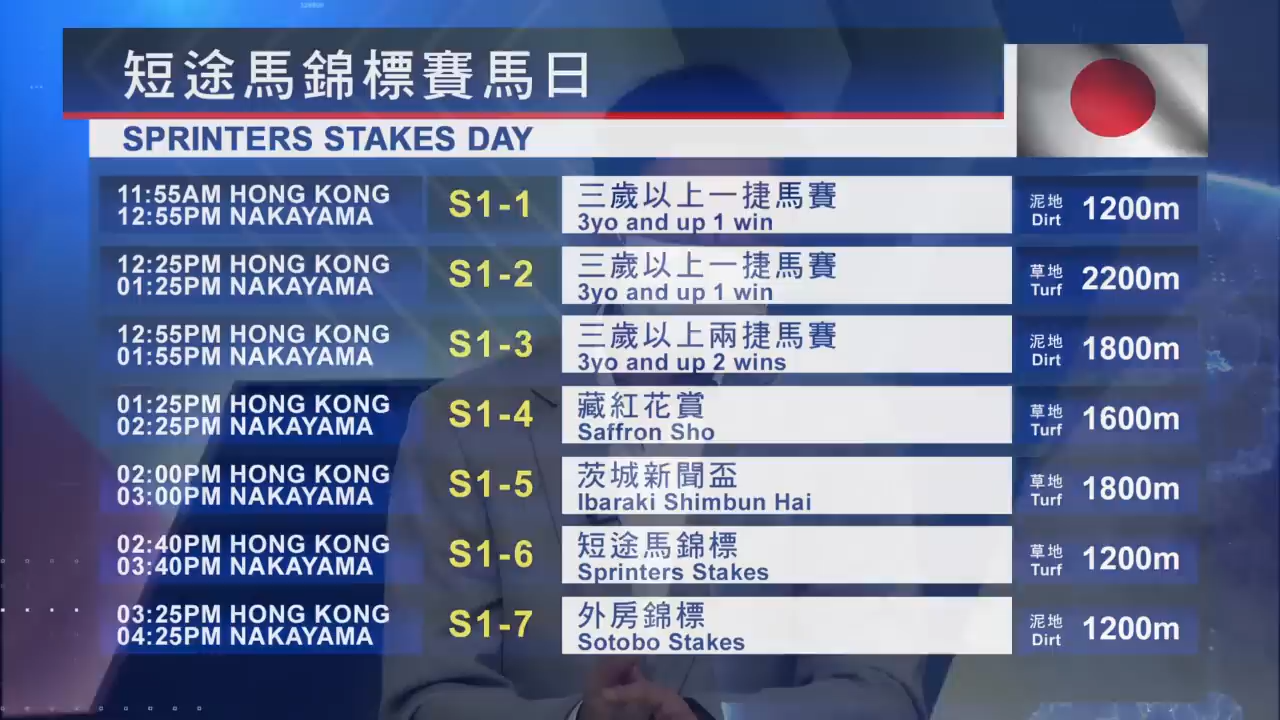 短途馬錦標賽馬日
SPRINTERS STAKES DAY
11:55AM HONG KONG
12:55PM NAKAYAMA
S1-1
三歲以上一捷馬賽
3yo and up 1 win
泥地
Dirt
1200m
12:25PM HONG KONG
01:25PM NAKAYAMA
S1-2
三歲以上一捷馬賽
3yo and up 1 win
草地
Turf
2200m
12:55PM HONG KONG
01:55PM NAKAYAMA
S1-3
三歲以上兩捷馬賽
3yo and up 2 wins
泥地
Dirt
1800m
01:25PM HONG KONG
02:25PM NAKAYAMA
S1-4
藏紅花賞
Saffron Sho
草地
Turf
1600m
02:00PM HONG KONG
03:00PM NAKAYAMA
S1-5
茨城新聞盃
Ibaraki Shimbun Hai
草地
Turf
1800m
02:40PM HONG KONG
03:40PM NAKAYAMA
S1-6
短途馬錦標
Sprinters Stakes
草地
Turf
1200m
03:25PM HONG KONG
04:25PM NAKAYAMA
S1-7
外房錦標
Sotobo Stakes
泥地
Dirt
1200m